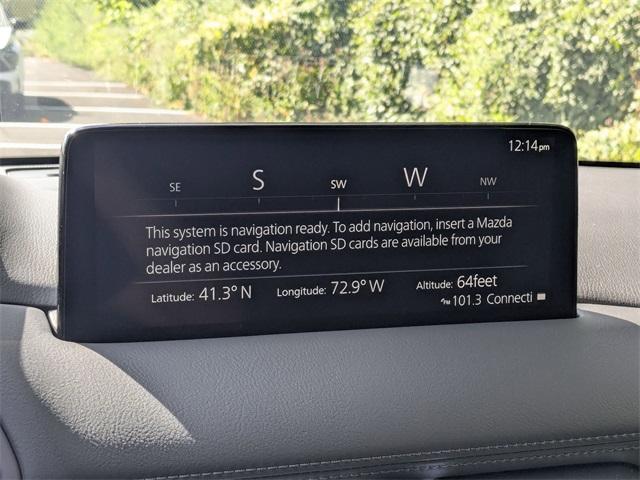 12:14pm
SE S SW W NW
This system is navigation ready. To add navigation, insert a Mazda
navigation SD card. Navigation SD cards are available from your
dealer as an accessory.
Latitude: 41.3° N Longitude: 72.9° W Altitude: 64feet
FM 101.3 Connecti